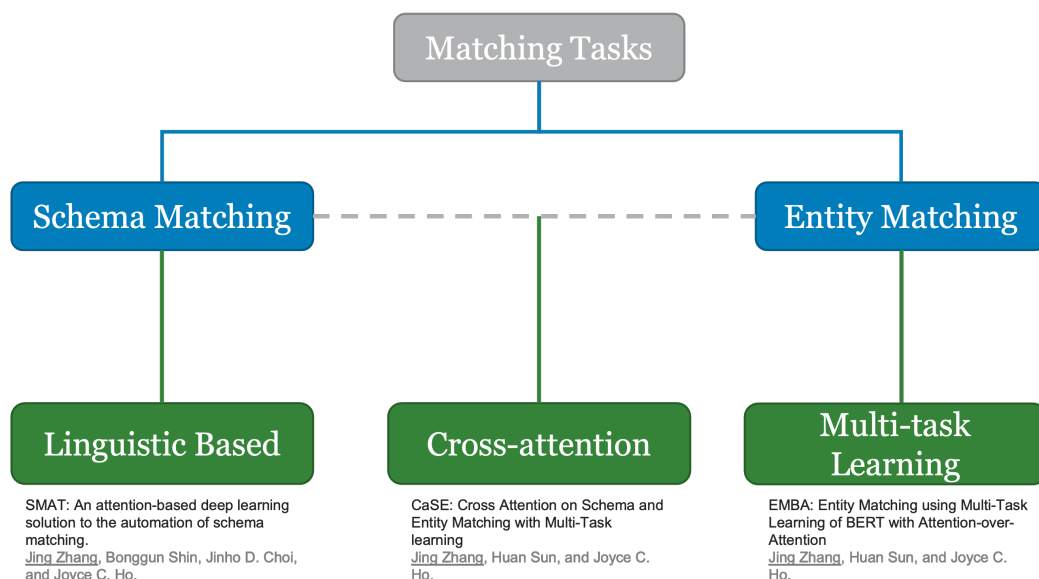 Matching Tasks
Schema Matching
Entity Matching
Linguistic Based
Cross-attention
Multi-task
Learning
SMAT: An attention-based deep learning
solution to the automation of schema
matching.
Jing Zhang, Bonggun Shin, Jinho D. Choi,
and Joyce C. Ho.
CaSE: Cross Attention on Schema and
Entity Matching with Multi-Task
learning
Jing Zhang, Huan Sun, and Joyce C.
Ho.
EMBA: Entity Matching using Multi-Task
Learning of BERT with Attention-over-
Attention
Jing Zhang, Huan Sun, and Joyce C.
Ho.